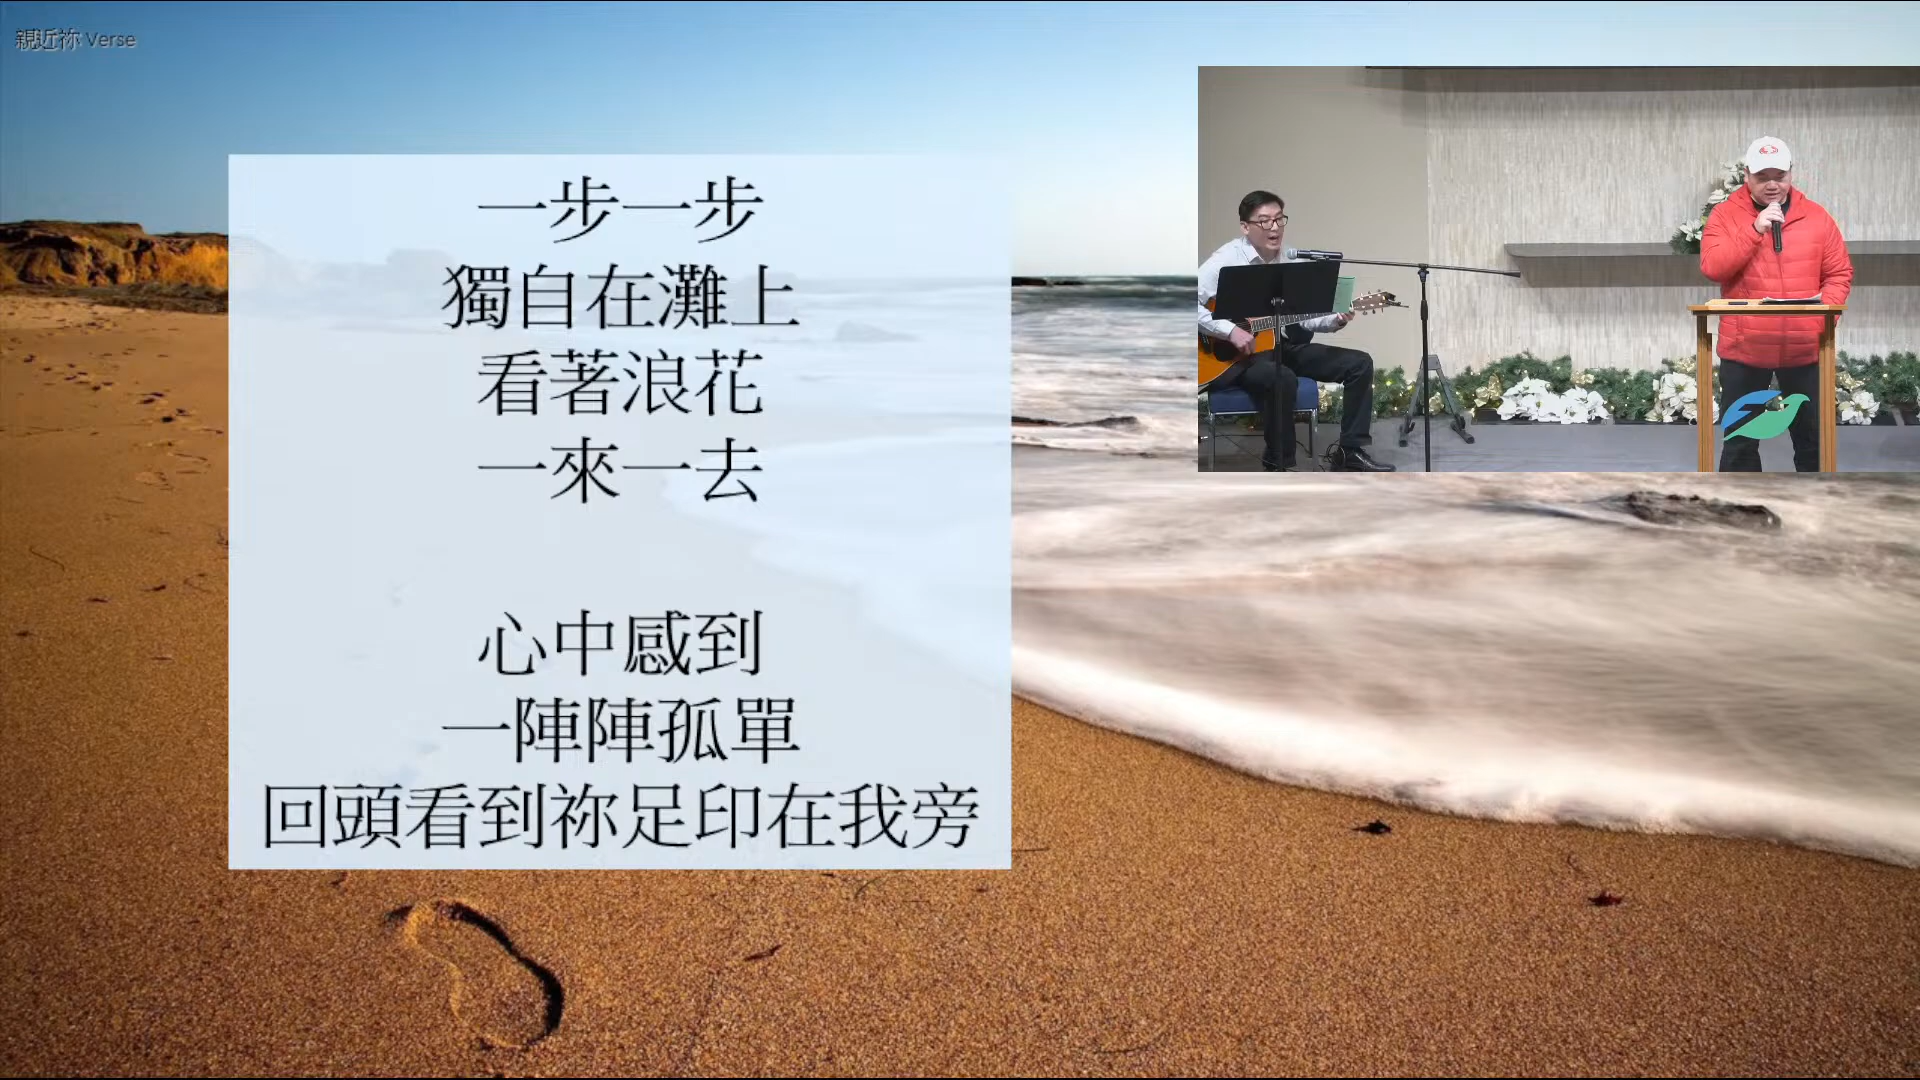 親近祢 Verse
一步一步
獨自在灘上
看著浪花
一來一去
心中感到
一陣陣孤單
回頭看到祢足印在我旁